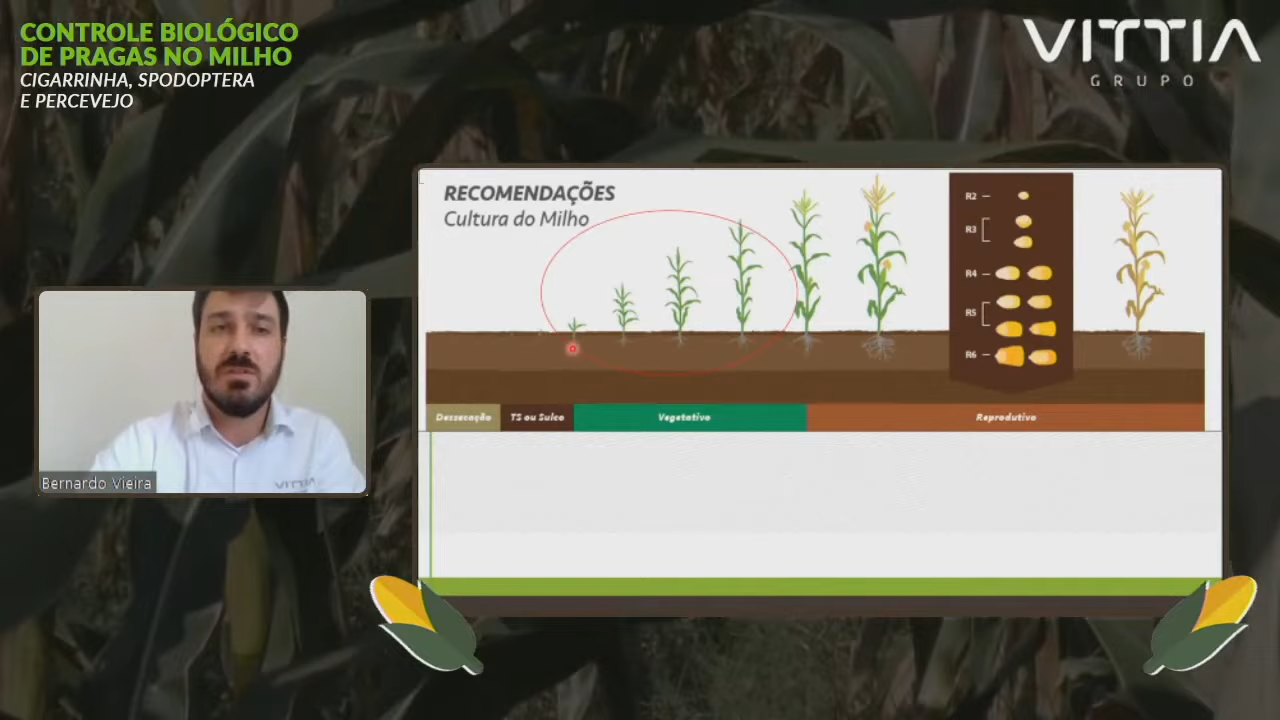 CONTROLE BIOLÓGICO
DE PRAGAS NO MILHO
CIGARRINHA, SPODOPTERA
E PERCEVEJO
VITTIA
GRUPO
RECOMENDAÇÕES
Cultura do Milho
R2
R3
R4
R5
R6
Dessecação
TS ou Sulco
Vegetativo
Reprodutivo
VITTIA
Bernardo Vieira